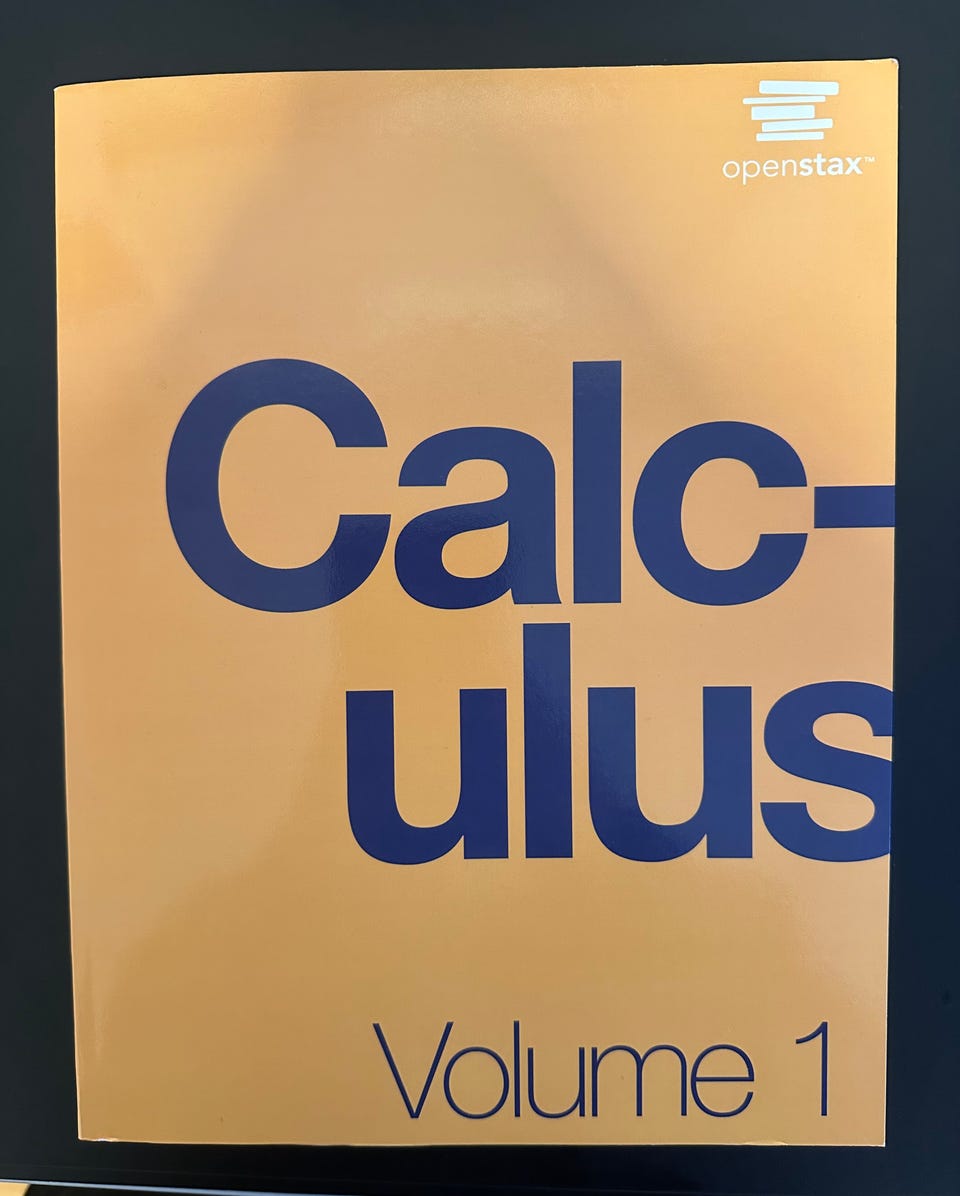 openstax™
Calc-
ulus
Volume 1